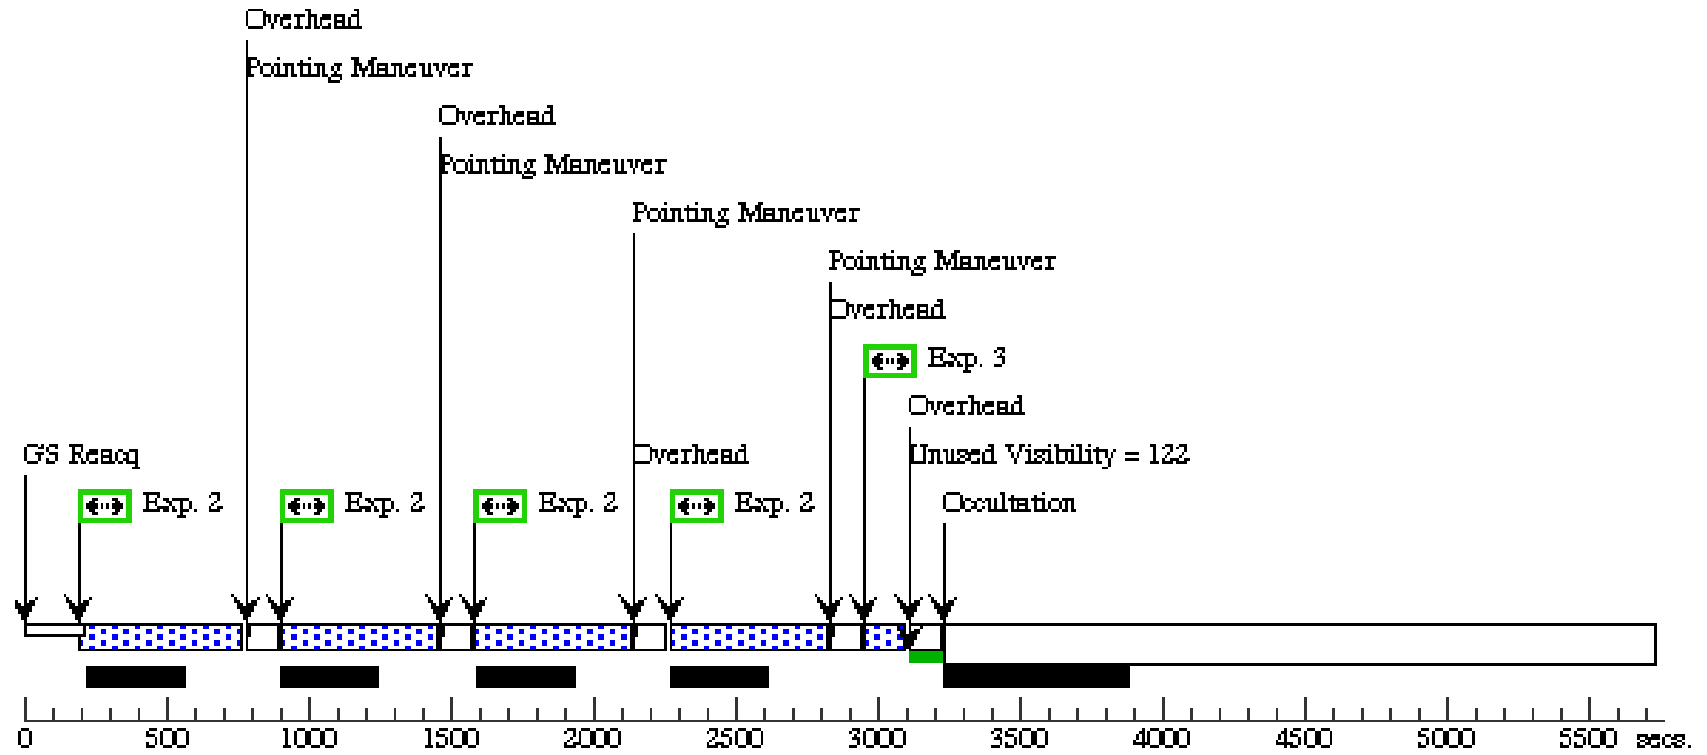 Overhead
Pointing Maneuver
Overhead
Pointing Maneuver
Pointing Maneuver
Pointing Maneuver
Overhead
Exp. 3
Overhead
GS Reacq
Overhead
Unused Visibility = 122
Exp. 2
Exp. 2
Exp. 2
Exp. 2
Occultation
0 500 1000 1500 2000 2500 3000 3500 4000 4500 5000 5500 secs.